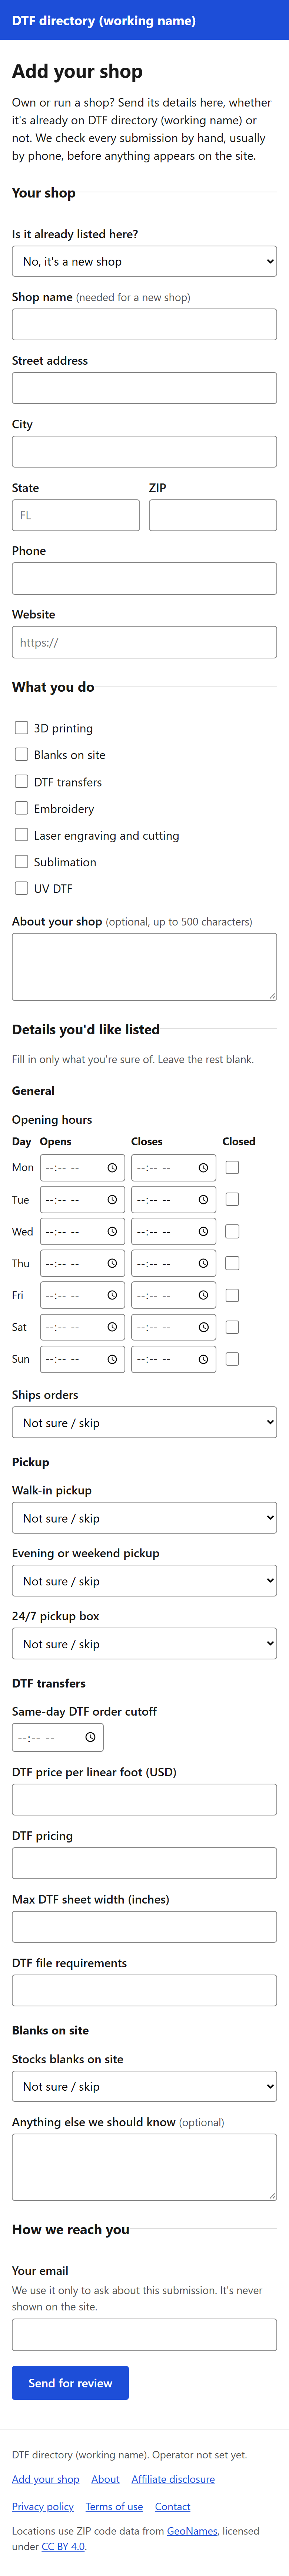 DTF directory (working name)
Add your shop
Own or run a shop? Send its details here, whether
it's already on DTF directory (working name) or
not. We check every submission by hand, usually
by phone, before anything appears on the site.
Your shop
Is it already listed here?
No, it's a new shop
Shop name (needed for a new shop)
Street address
City
State ZIP
FL
Phone
Website
https://
What you do
3D printing
Blanks on site
DTF transfers
Embroidery
Laser engraving and cutting
Sublimation
UV DTF
About your shop (optional, up to 500 characters)
Details you'd like listed
Fill in only what you're sure of. Leave the rest blank.
General
Opening hours
Day Opens Closes Closed
Mon --:-- -- --:-- --
Tue --:-- -- --:-- --
Wed --:-- -- --:-- --
Thu --:-- -- --:-- --
Fri --:-- -- --:-- --
Sat --:-- -- --:-- --
Sun --:-- -- --:-- --
Ships orders
Not sure / skip
Pickup
Walk-in pickup
Not sure / skip
Evening or weekend pickup
Not sure / skip
24/7 pickup box
Not sure / skip
DTF transfers
Same-day DTF order cutoff
--:-- --
DTF price per linear foot (USD)
DTF pricing
Max DTF sheet width (inches)
DTF file requirements
Blanks on site
Stocks blanks on site
Not sure / skip
Anything else we should know (optional)
How we reach you
Your email
We use it only to ask about this submission. It's never
shown on the site.
Send for review
DTF directory (working name). Operator not set yet.
Add your shop About Affiliate disclosure
Privacy policy Terms of use Contact
Locations use ZIP code data from GeoNames, licensed
under CC BY 4.0.